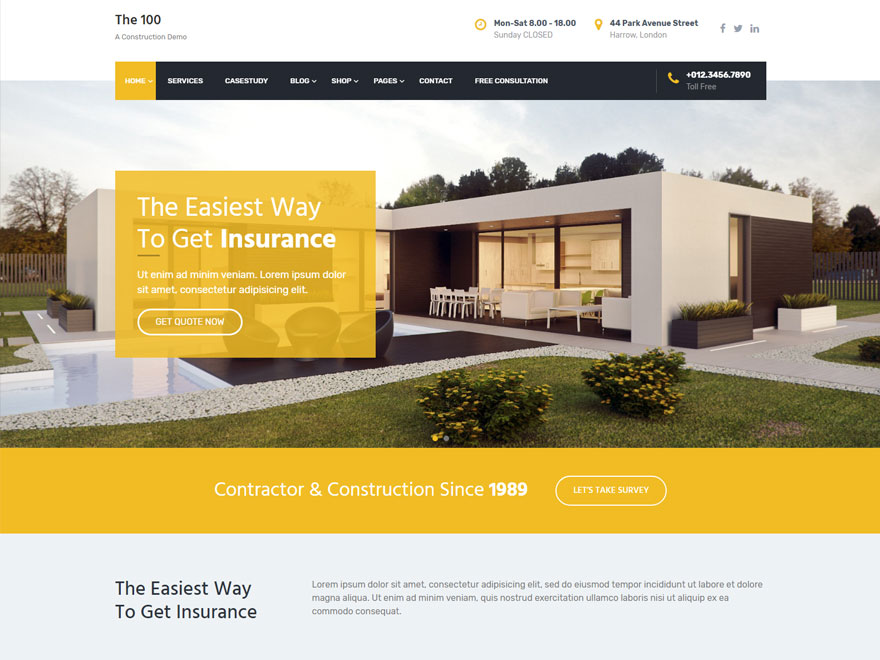 The 100
A Construction Demo
Mon-Sat 8.00 - 18.00
Sunday CLOSED
44 Park Avenue Street
Harrow, London
HOME
SERVICES
CASESTUDY
BLOG
SHOP
PAGES
CONTACT
FREE CONSULTATION
+012.3456.7890
Toll Free
The Easiest Way
To Get Insurance
Ut enim ad minim veniam. Lorem ipsum dolor
sit amet, consectetur adipisicing elit.
GET QUOTE NOW
Contractor & Construction Since 1989
LET'S TAKE SURVEY
The Easiest Way
To Get Insurance
Lorem ipsum dolor sit amet, consectetur adipisicing elit, sed do eiusmod tempor incididunt ut labore et dolore
magna aliqua. Ut enim ad minim veniam, quis nostrud exercitation ullamco laboris nisi ut aliquip ex ea
commodo consequat.